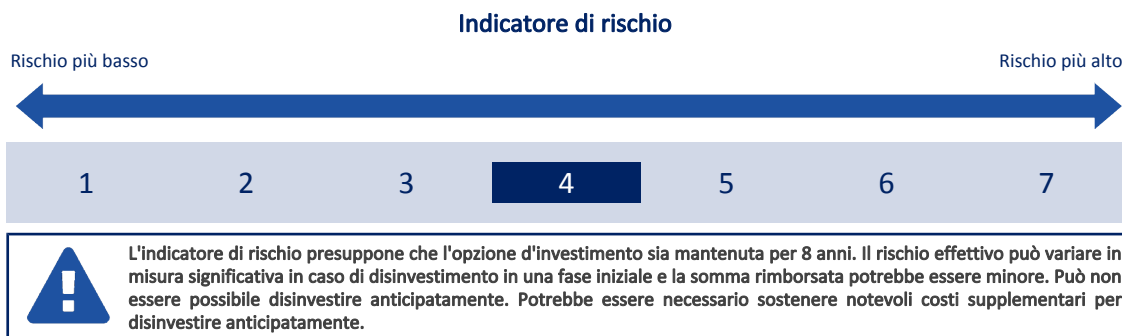 Indicatore di rischio
Rischio più basso
Rischio più alto
1 2 3 4 5 6 7
L'indicatore di rischio presuppone che l'opzione d'investimento sia mantenuta per 8 anni. Il rischio effettivo può variare in
misura significativa in caso di disinvestimento in una fase iniziale e la somma rimborsata potrebbe essere minore. Può non
essere possibile disinvestire anticipatamente. Potrebbe essere necessario sostenere notevoli costi supplementari per
disinvestire anticipatamente.